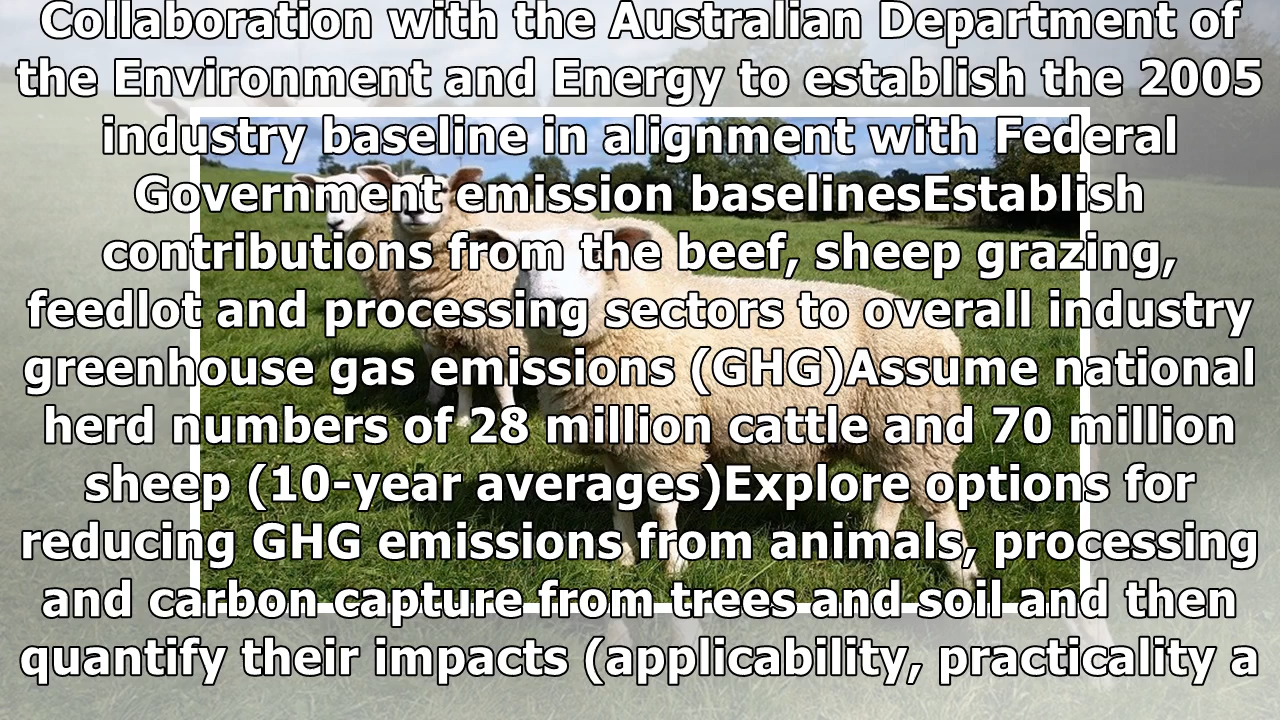 Collaboration with the Australian Department of
the Environment and Energy to establish the 2005
industry baseline in alignment with Federal
Government emission baselinesEstablish
contributions from the beef, sheep grazing,
feedlot and processing sectors to overall industry
greenhouse gas emissions (GHG)Assume national
herd numbers of 28 million cattle and 70 million
sheep (10-year averages)Explore options for
reducing GHG emissions from animals, processing
and carbon capture from trees and soil and then
quantify their impacts (applicability, practicality a